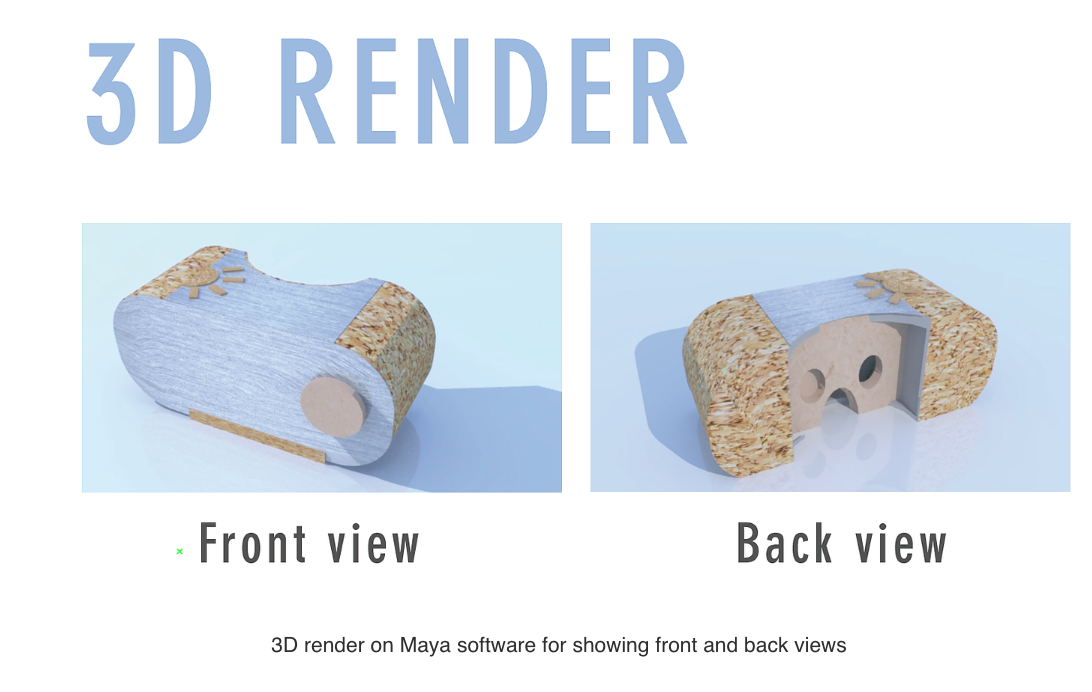 3D RENDER
Front view
Back view
3D render on Maya software for showing front and back views